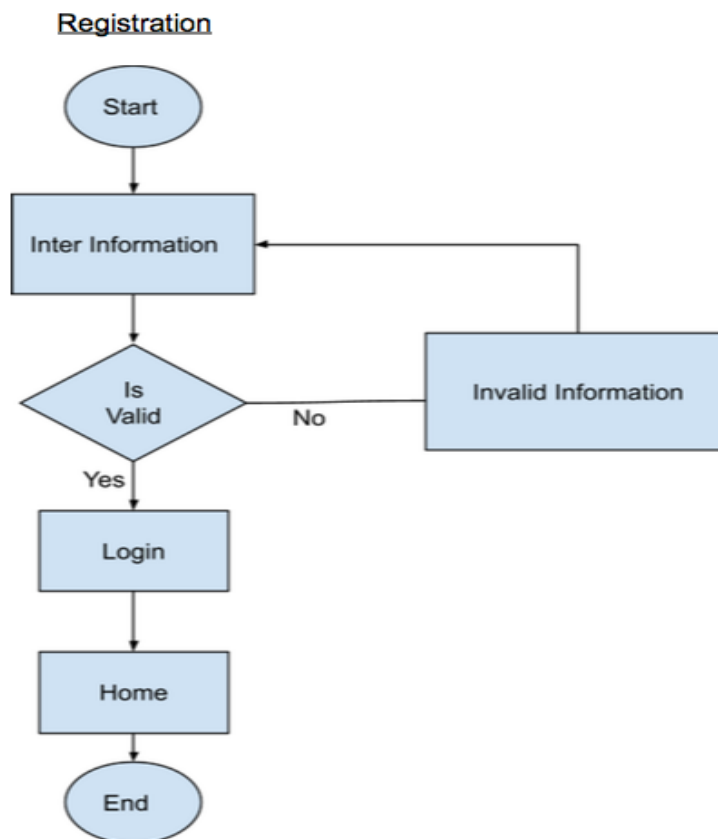 Registration
Start
Inter Information
Is
Valid
No
Invalid Information
Yes
Login
Home
End